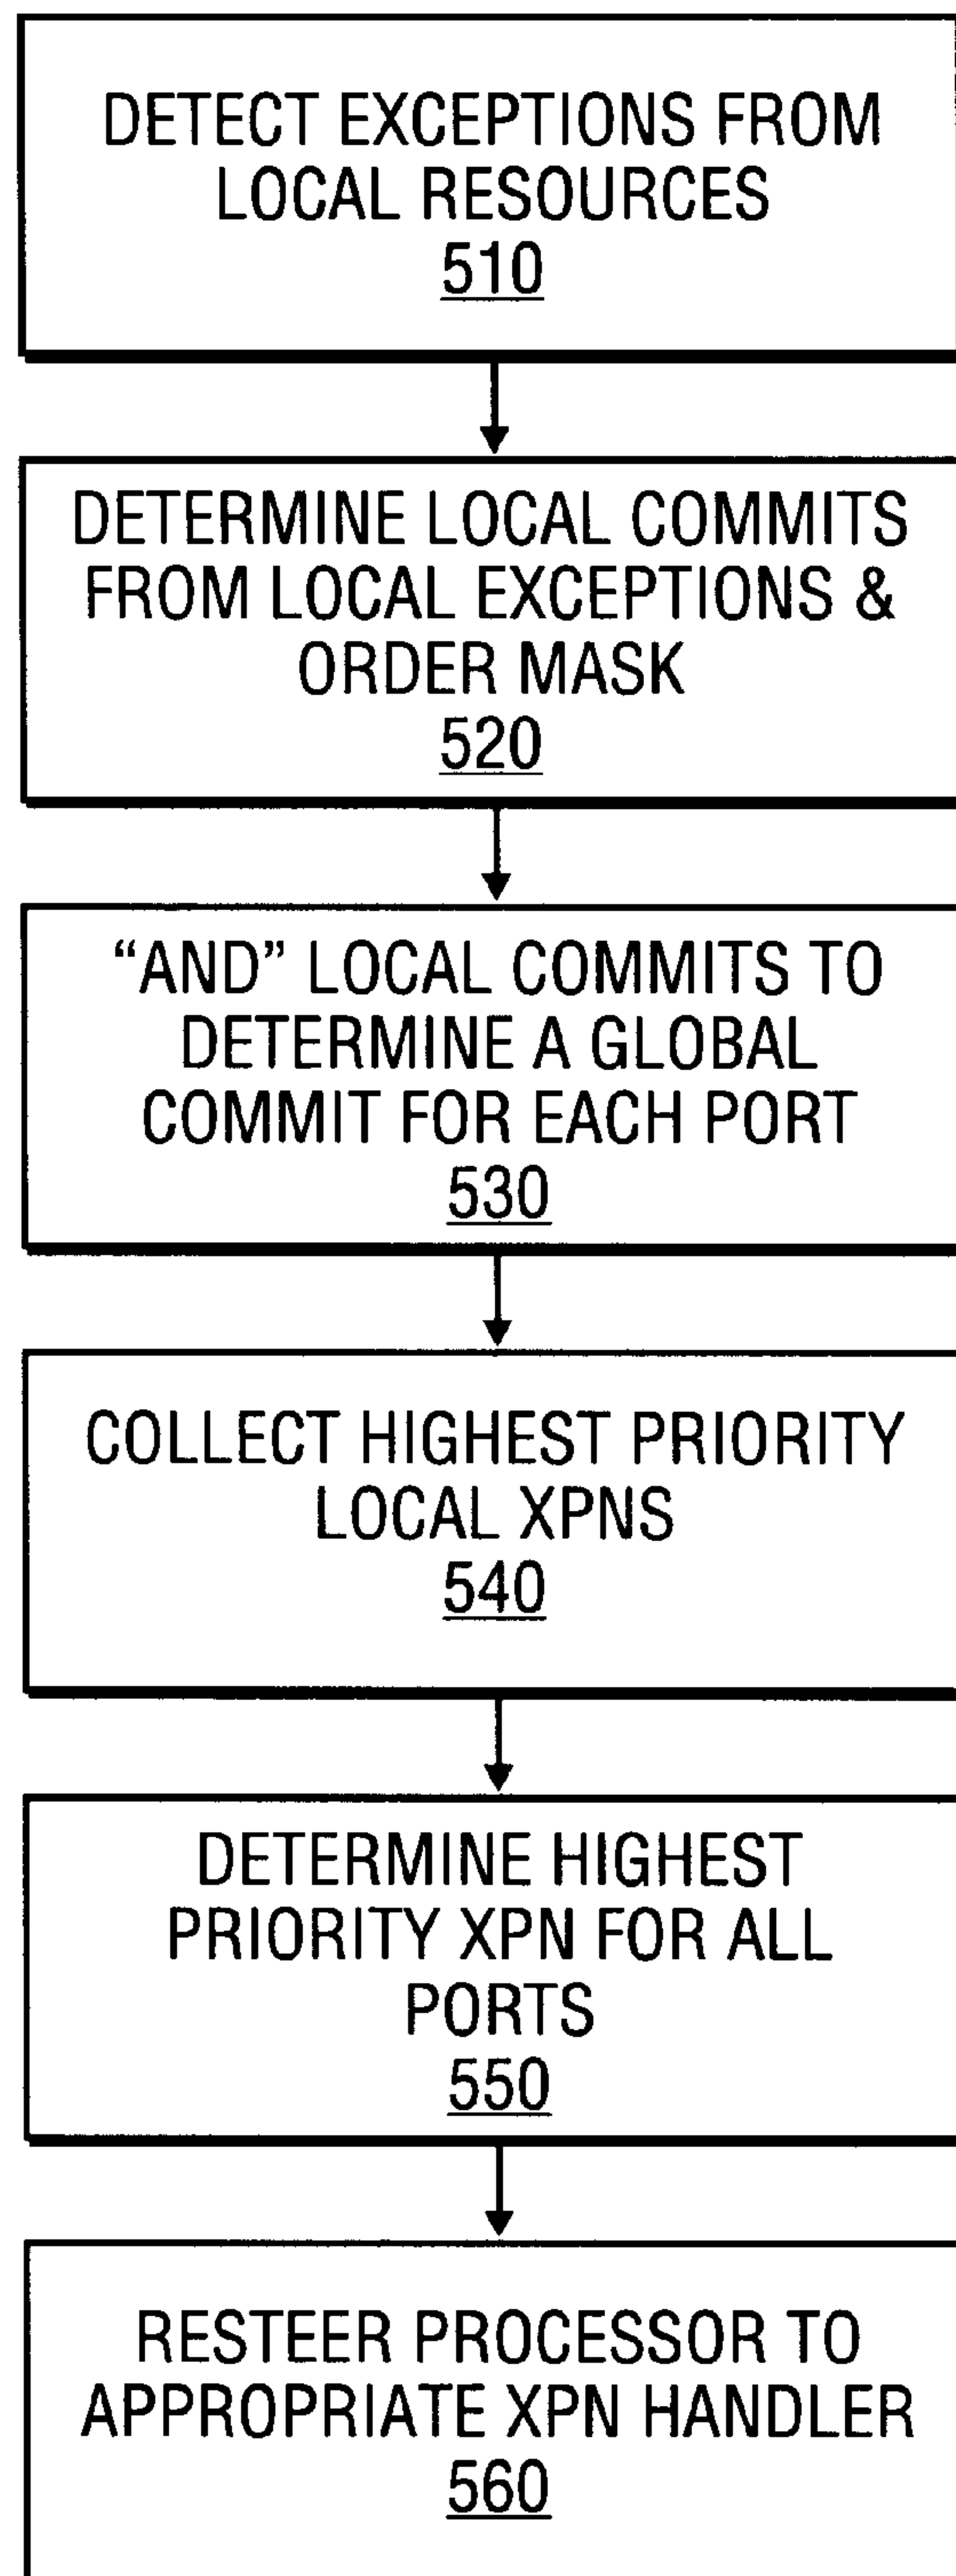 DETECT EXCEPTIONS FROM
LOCAL RESOURCES
510
DETERMINE LOCAL COMMITS
FROM LOCAL EXCEPTIONS &
ORDER MASK
520
“AND” LOCAL COMMITS TO
DETERMINE A GLOBAL
COMMIT FOR EACH PORT
530
COLLECT HIGHEST PRIORITY
LOCAL XPNS
540
DETERMINE HIGHEST
PRIORITY XPN FOR ALL
PORTS
550
RESTEER PROCESSOR TO
APPROPRIATE XPN HANDLER
560